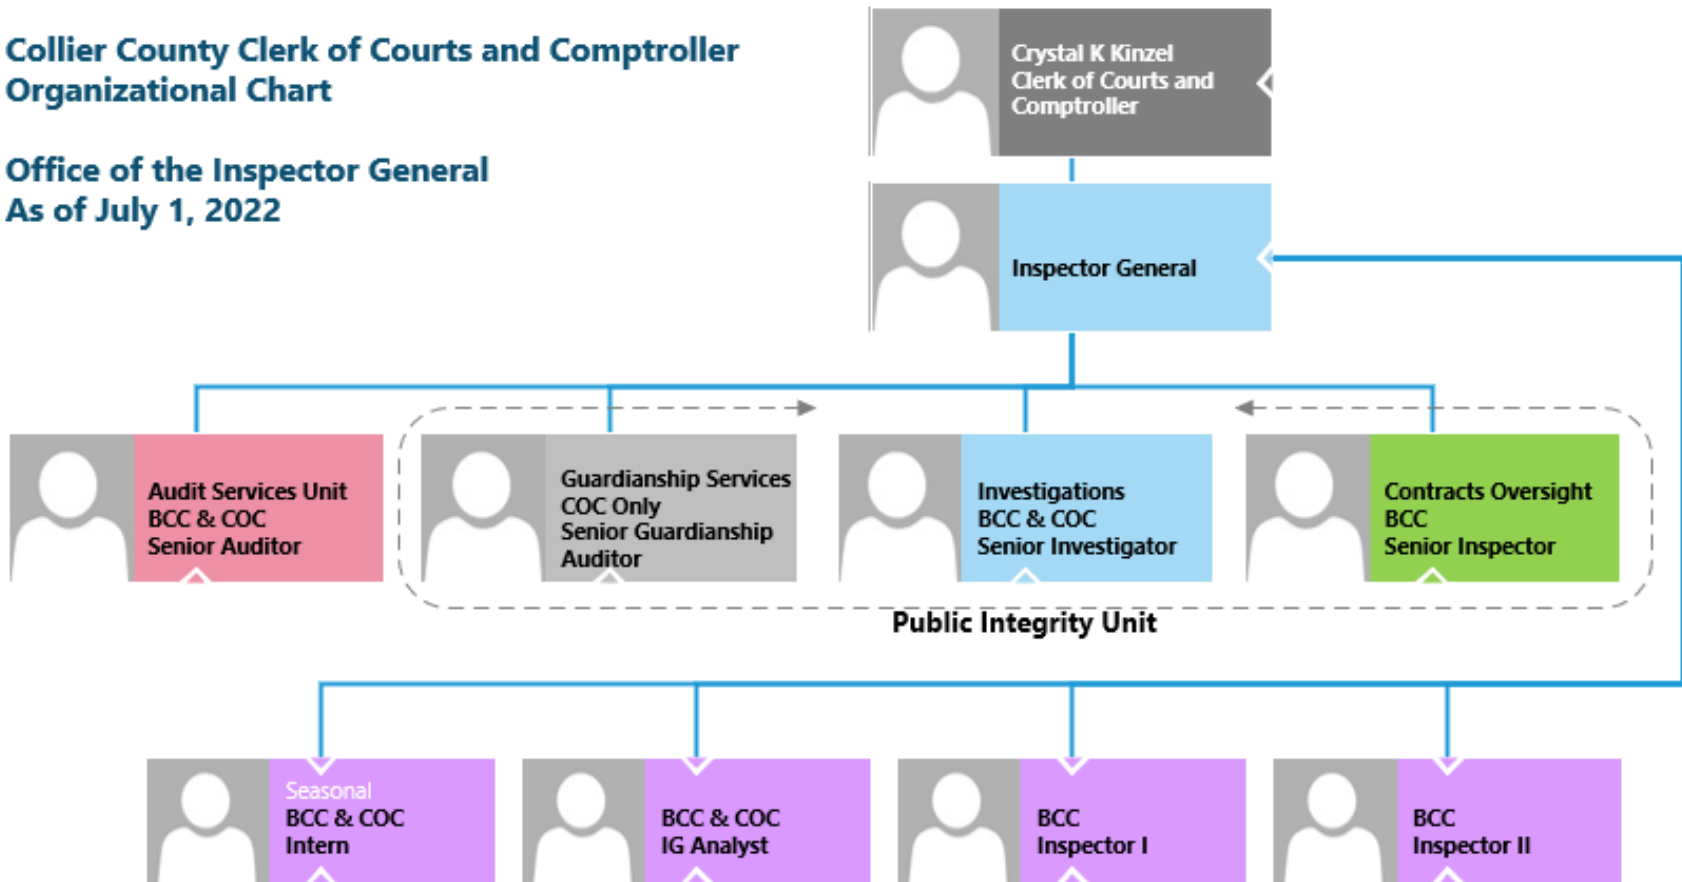 Collier County Clerk of Courts and Comptroller
Organizational Chart
Office of the Inspector General
As of July 1, 2022
Crystal K Kinzel
Clerk of Courts and
Comptroller
Inspector General
Audit Services Unit
BCC & COC
Senior Auditor
Guardianship Services
COC Only
Senior Guardianship
Auditor
Investigations
BCC & COC
Senior Investigator
Contracts Oversight
BCC
Senior Inspector
Public Integrity Unit
Seasonal
BCC & COC
Intern
BCC & COC
IG Analyst
BCC
Inspector I
BCC
Inspector II